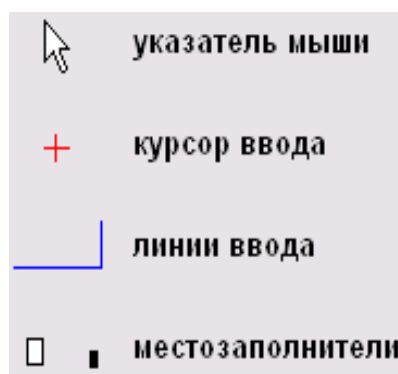 указатель мыши
курсор ввода
линии ввода
местозаполнители